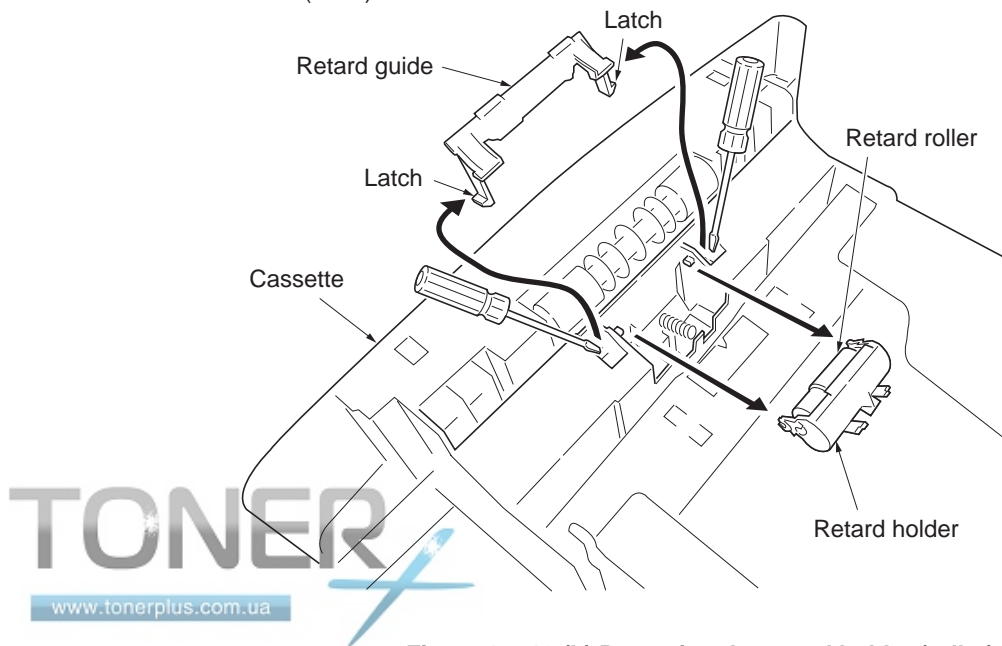 Latch
Retard guide
Retard roller
Latch
Cassette
Retard holder
TONER
www.tonerplus.com.ua